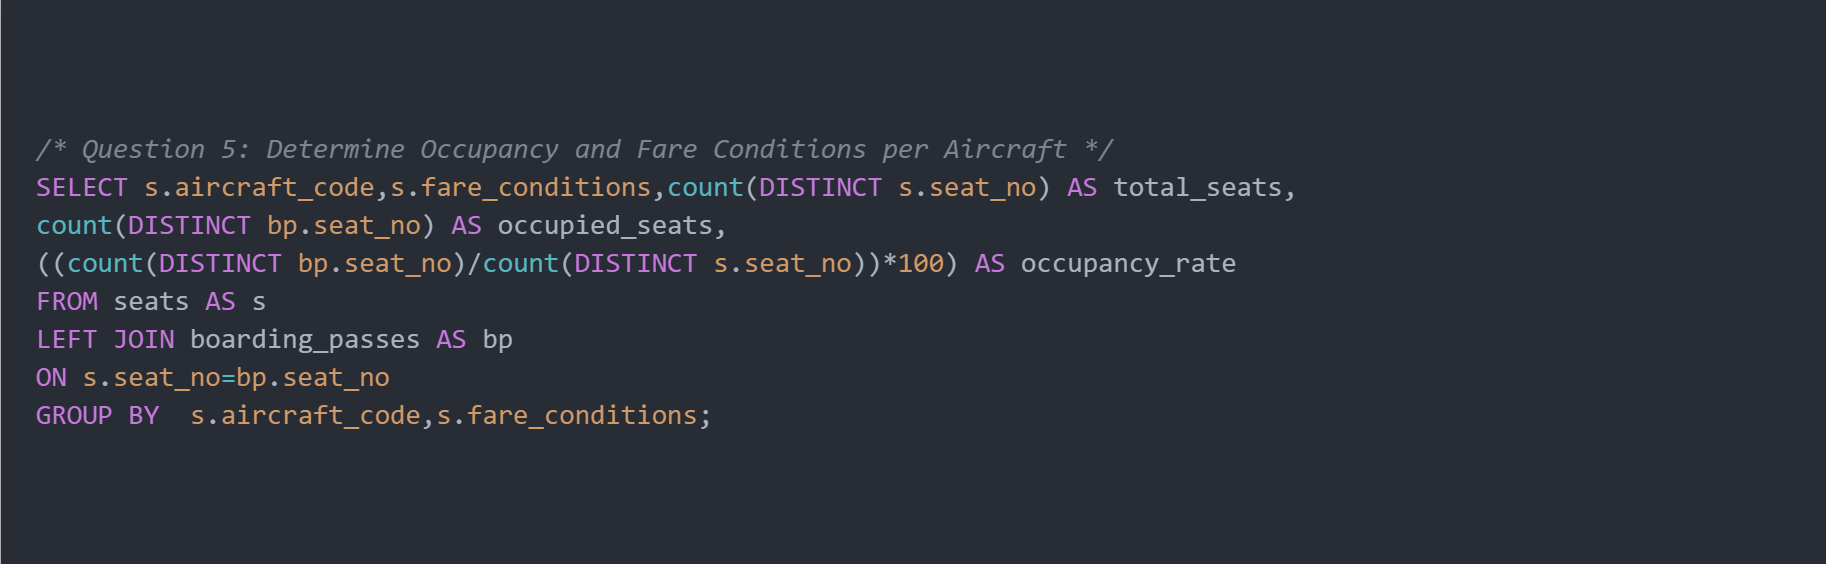 /* Question 5: Determine Occupancy and Fare Conditions per Aircraft */
SELECT s.aircraft_code,s.fare_conditions,count(DISTINCT s.seat_no) AS total_seats,
count(DISTINCT bp.seat_no) AS occupied_seats,
((count(DISTINCT bp.seat_no)/count(DISTINCT s.seat_no))*100) AS occupancy_rate
FROM seats AS s
LEFT JOIN boarding_passes AS bp
ON s.seat_no=bp.seat_no
GROUP BY  s.aircraft_code,s.fare_conditions;